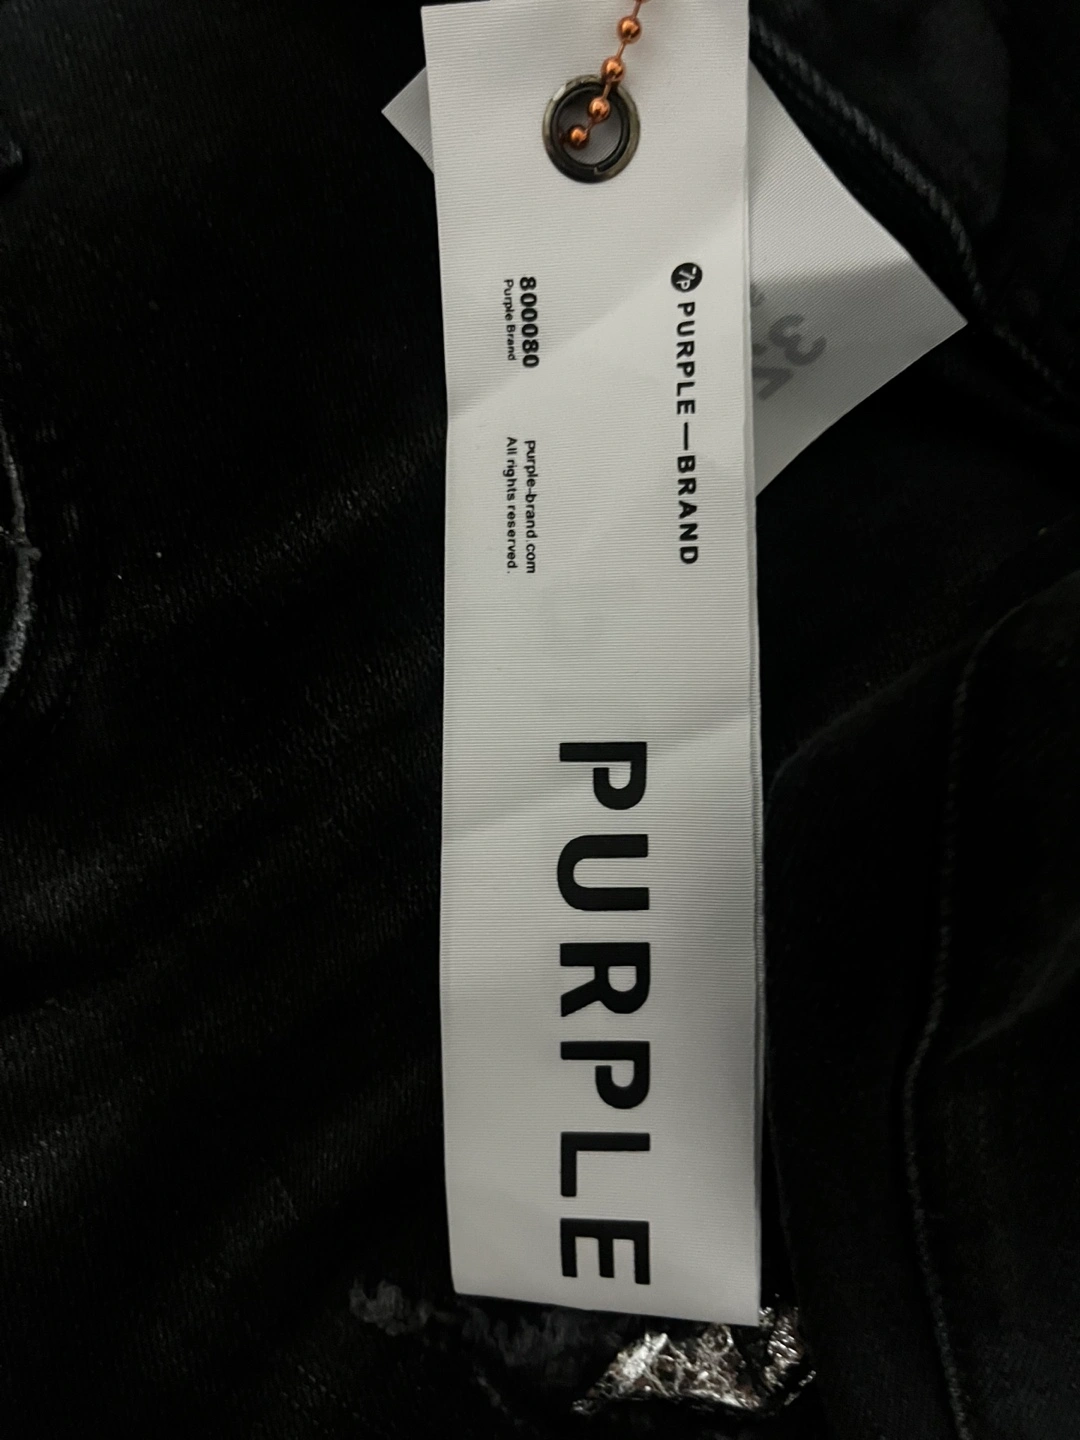 PURPLE—BRAND
800080
Purple Brand
purple-brand.com
All rights reserved.
PURPLE